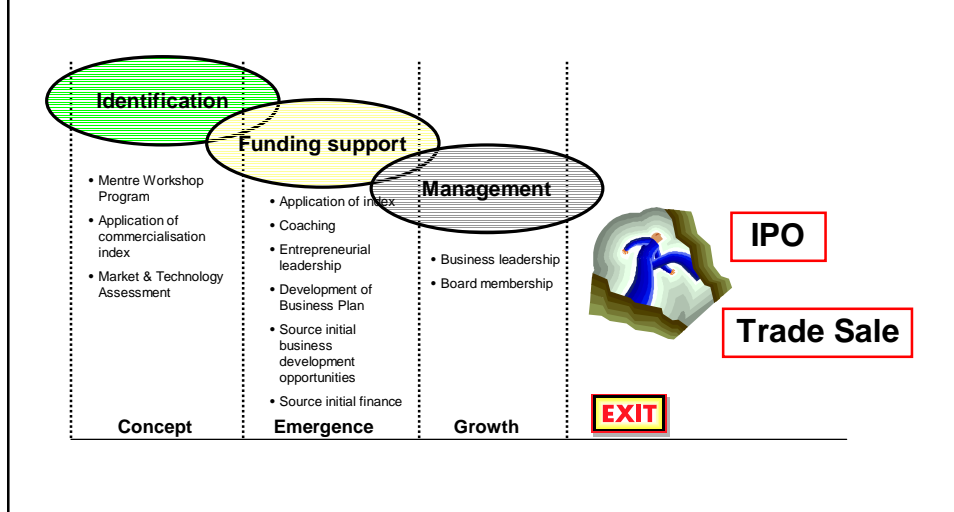 Identification
Funding support
Management
• Mentre Workshop
Program
• Application of
commercialisation
index
• Market & Technology
Assessment
• Application of index
• Coaching
• Entrepreneurial
leadership
• Development of
Business Plan
• Source initial
business
development
opportunities
• Source initial finance
• Business leadership
• Board membership
IPO
Trade Sale
EXIT
Concept
Emergence
Growth